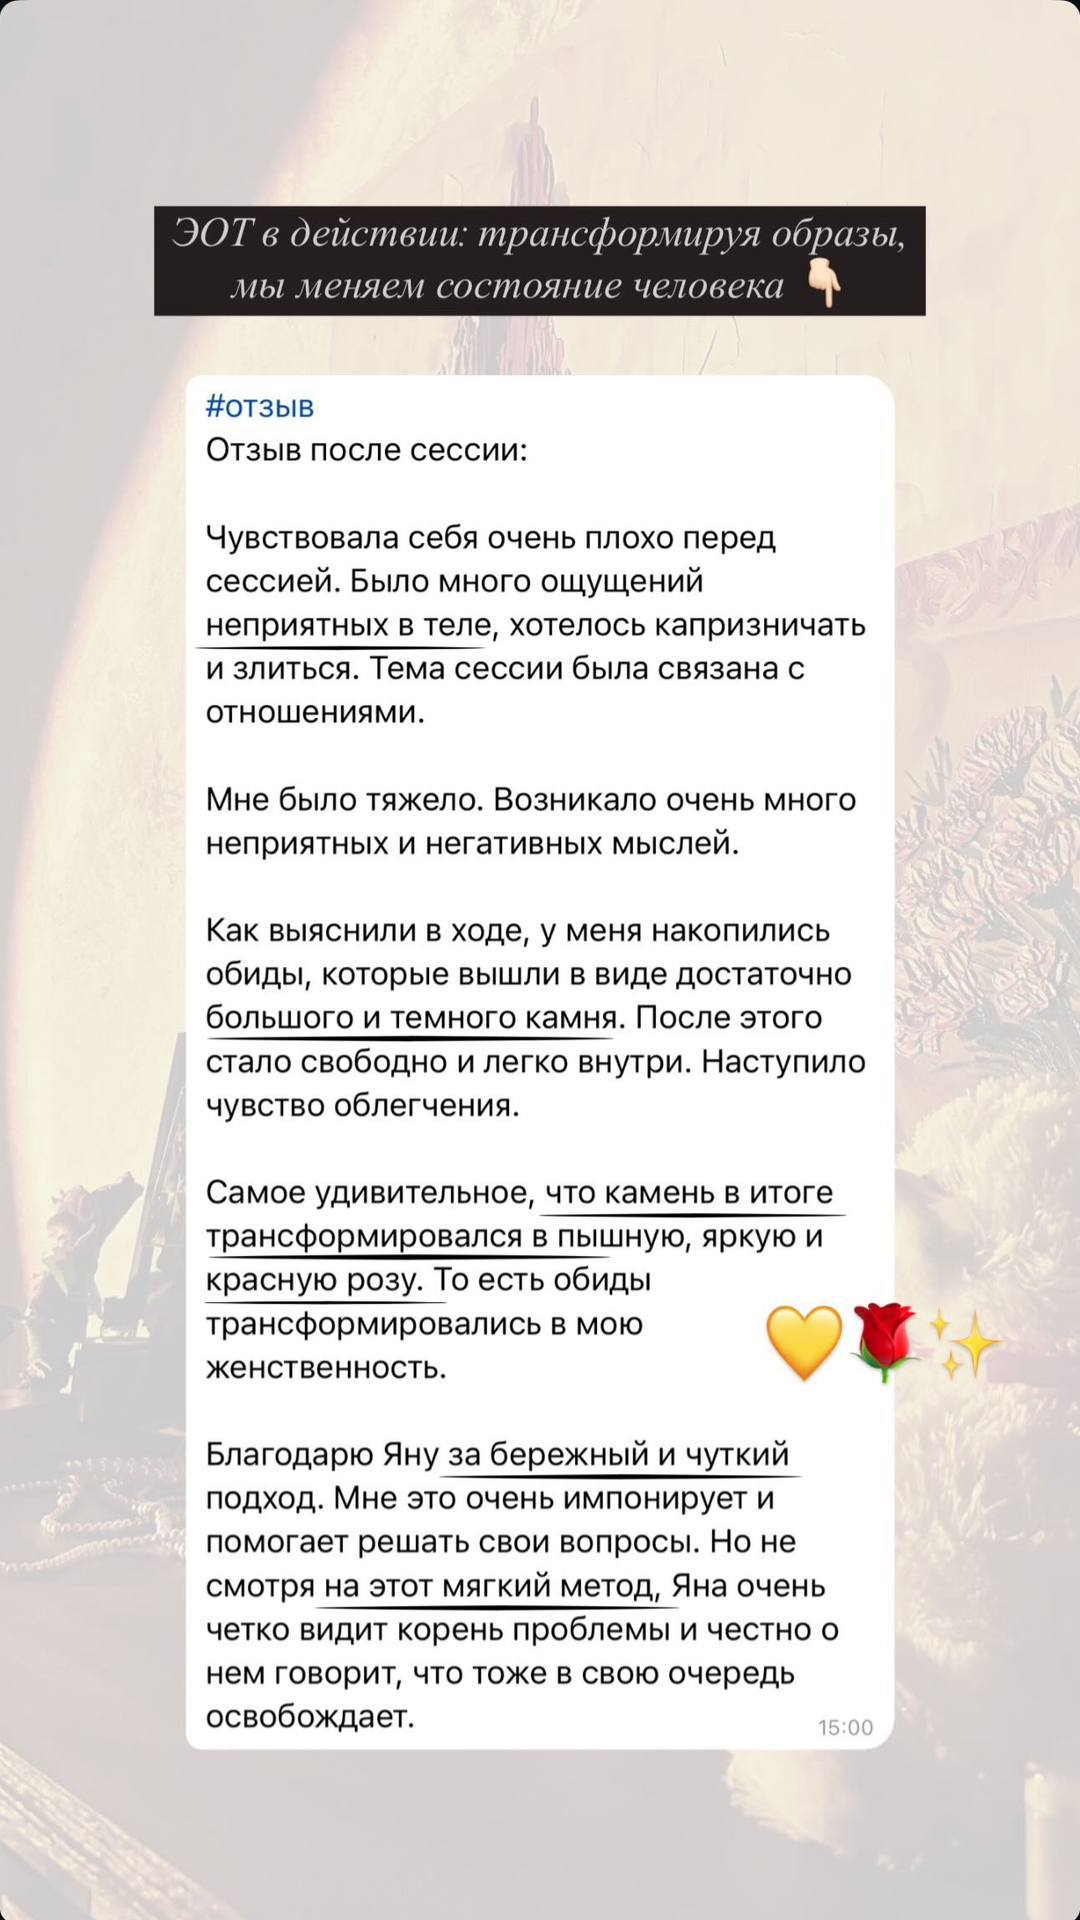 ЭОТ в действии: трансформируя образы,
мы меняем состояние человека 👇🏻
#отзыв
Отзыв после сессии:
Чувствовала себя очень плохо перед
сессией. Было много ощущений
неприятных в теле, хотелось капризничать
и злиться. Тема сессии была связана с
отношениями.
Мне было тяжело. Возникало очень много
неприятных и негативных мыслей.
Как выяснили в ходе, у меня накопились
обиды, которые вышли в виде достаточно
большого и темного камня. После этого
стало свободно и легко внутри. Наступило
чувство облегчения.
Самое удивительное, что камень в итоге
трансформировался в пышную, яркую и
красную розу. То есть обиды
трансформировались в мою
женственность.
💛🌹✨
Благодарю Яну за бережный и чуткий
подход. Мне это очень импонирует и
помогает решать свои вопросы. Но не
смотря на этот мягкий метод, Яна очень
четко видит корень проблемы и честно о
нем говорит, что тоже в свою очередь
освобождает.
15:00